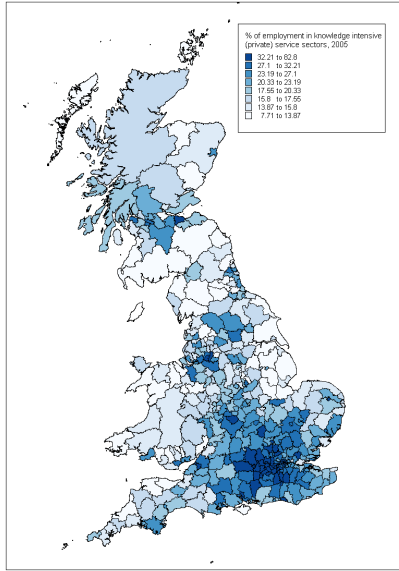 % of employment in knowledge intensive
(private) service sectors, 2005
32.21 to 62.8
27.1 to 32.21
23.19 to 27.1
20.33 to 23.19
17.55 to 20.33
15.8 to 17.55
13.87 to 15.8
7.71 to 13.87